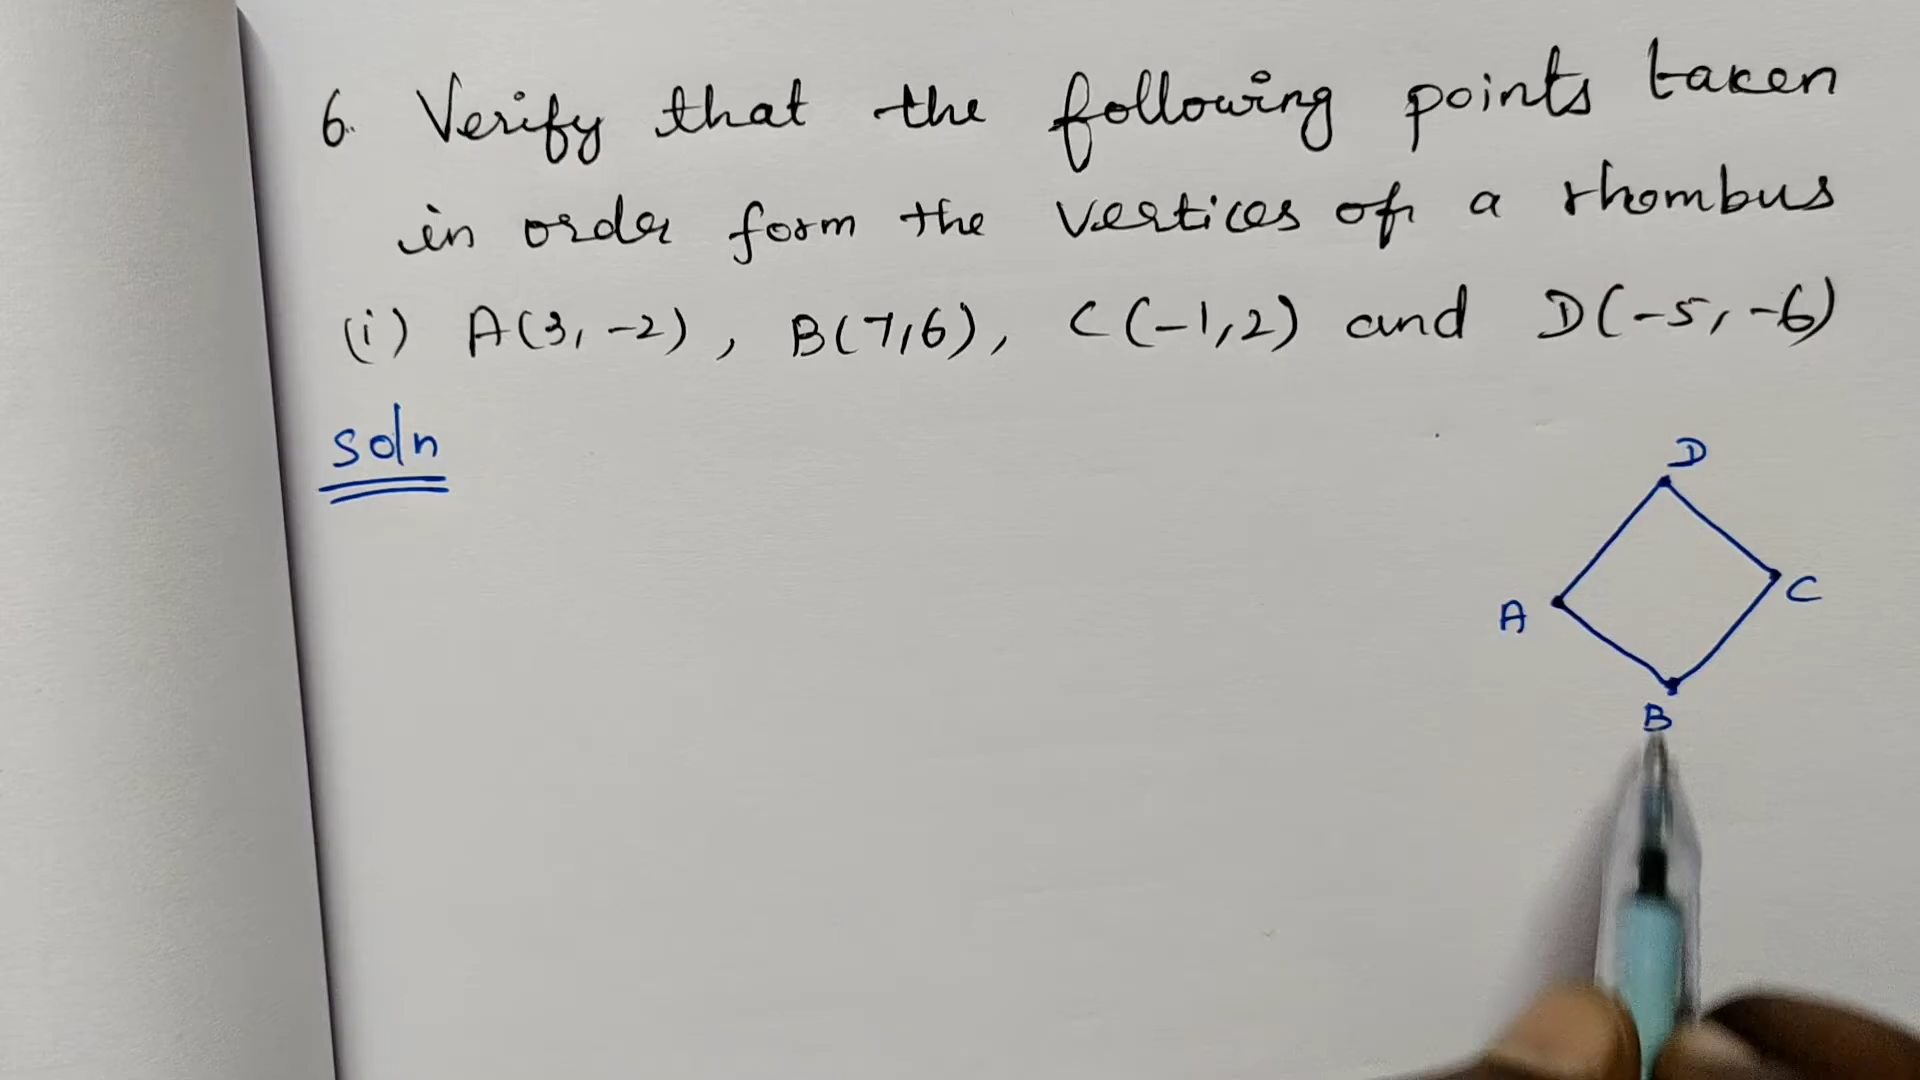 6. Verify that the following points taken
in order form the vertices of a rhombus
(i) A(3, -2), B(7,6), C(-1,2) and D(-5, -6)
soln
D
A
C
B